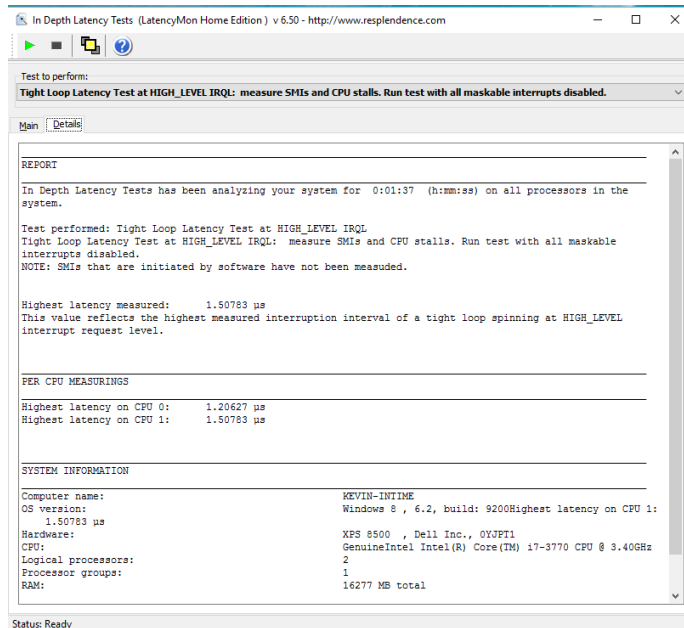 In Depth Latency Tests (LatencyMon Home Edition ) v 6.50 - http://www.resplendence.com
Test to perform:
Tight Loop Latency Test at HIGH_LEVEL IRQL:  measure SMIs and CPU stalls. Run test with all maskable interrupts disabled.
Main Details
REPORT
In Depth Latency Tests has been analyzing your system for  0:01:37  (h:mm:ss) on all processors in the
system.
Test performed: Tight Loop Latency Test at HIGH_LEVEL IRQL
Tight Loop Latency Test at HIGH_LEVEL IRQL:  measure SMIs and CPU stalls. Run test with all maskable
interrupts disabled.
NOTE: SMIs that are initiated by software have not been measuded.
Highest latency measured: 1.50783 µs
This value reflects the highest measured interruption interval of a tight loop spinning at HIGH_LEVEL
interrupt request level.
PER CPU MEASURINGS
Highest latency on CPU 0: 1.20627 µs
Highest latency on CPU 1: 1.50783 µs
SYSTEM INFORMATION
Computer name: KEVIN-INTIME
OS version: Windows 8 , 6.2, build: 9200Highest latency on CPU 1:
1.50783 µs
Hardware: XPS 8500  , Dell Inc., 0YJPT1
CPU: GenuineIntel Intel(R) Core(TM) i7-3770 CPU @ 3.40GHz
Logical processors: 2
Processor groups: 1
RAM: 16277 MB total
Status: Ready